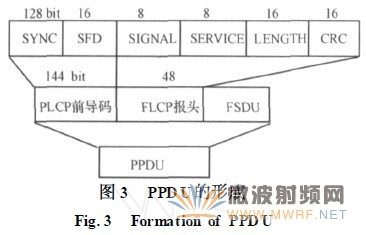 128 bit 16 8 8 16 16
SYNC SFD SIGNAL SERVICE LENGTH CRC
144 bit 48
PLCP前导码 FLCP报头 FSDU
PPDU
图 3 PPDU的形成
微波射频网
WWW.MWRF.NET
Fig. 3 Formation of PPDU